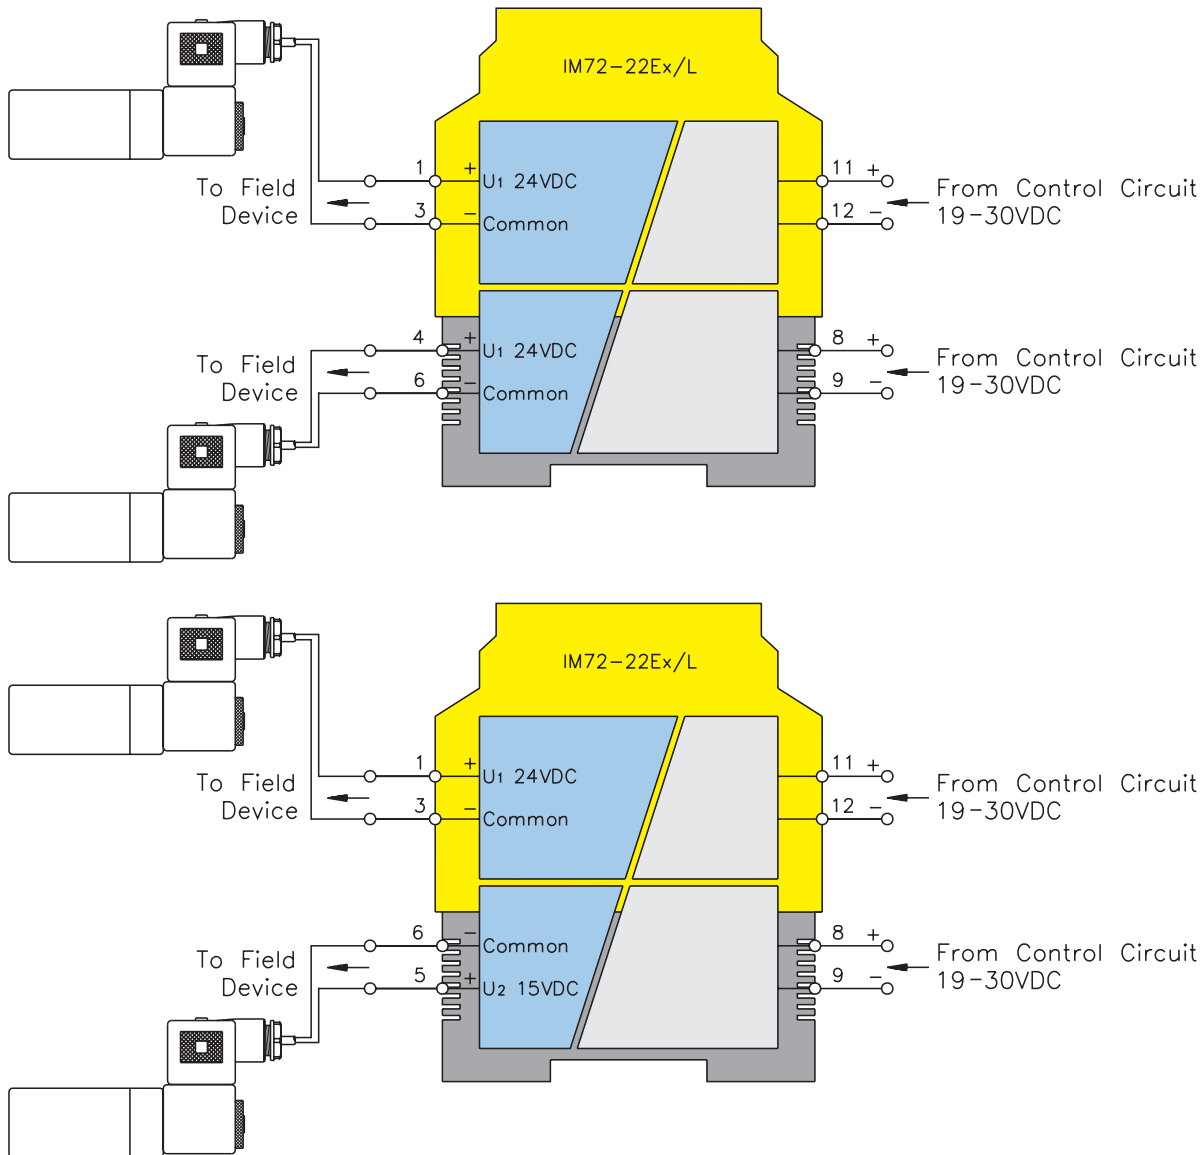 IM72-22Ex/L
1 + U1 24VDC 11 +
To Field
Device
From Control Circuit
19-30VDC
3 - Common 12 -
4 + U1 24VDC 8 +
To Field
Device
From Control Circuit
19-30VDC
6 - Common 9 -
IM72-22Ex/L
1 + U1 24VDC 11 +
To Field
Device
From Control Circuit
19-30VDC
3 - Common 12 -
6 - Common 8 +
To Field
Device
From Control Circuit
19-30VDC
5 + U2 15VDC 9 -